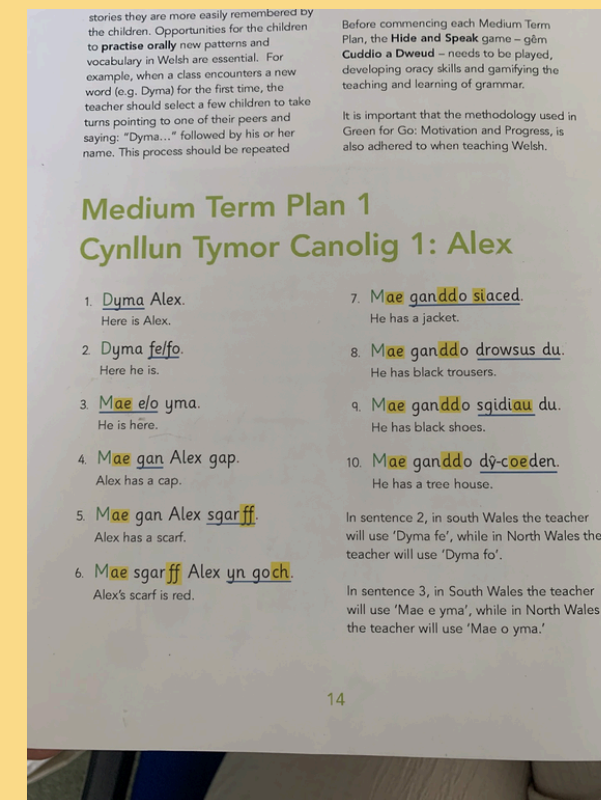 stories they are more easily remembered by
the children. Opportunities for the children
to practise orally new patterns and
vocabulary in Welsh are essential. For
example, when a class encounters a new
word (e.g. Dyma) for the first time, the
teacher should select a few children to take
turns pointing to one of their peers and
saying: “Dyma...” followed by his or her
name. This process should be repeated
Before commencing each Medium Term
Plan, the Hide and Speak game – gêm
Cuddio a Dweud – needs to be played,
developing oracy skills and gamifying the
teaching and learning of grammar.
It is important that the methodology used in
Green for Go: Motivation and Progress, is
also adhered to when teaching Welsh.
Medium Term Plan 1
Cynllun Tymor Canolig 1: Alex
1. Dyma Alex.
Here is Alex.
2 Dyma fe/fo.
Here he is.
3. Mae e/o yma.
He is here.
4. Mae gan Alex gap.
Alex has a cap.
5. Mae gan Alex sgarff.
Alex has a scarf.
6. Mae sgarff Alex yn goch.
Alex’s scarf is red.
7. Mae ganddo siaced.
He has a jacket.
8. Mae ganddo drowsus du.
He has black trousers.
9. Mae ganddo sgidiau du.
He has black shoes.
10. Mae ganddo dŷ-coeden.
He has a tree house.
In sentence 2, in south Wales the teacher
will use ‘Dyma fe’, while in North Wales the
teacher will use ‘Dyma fo’.
In sentence 3, in South Wales the teacher
will use ‘Mae e yma’, while in North Wales
the teacher will use ‘Mae o yma.’
14